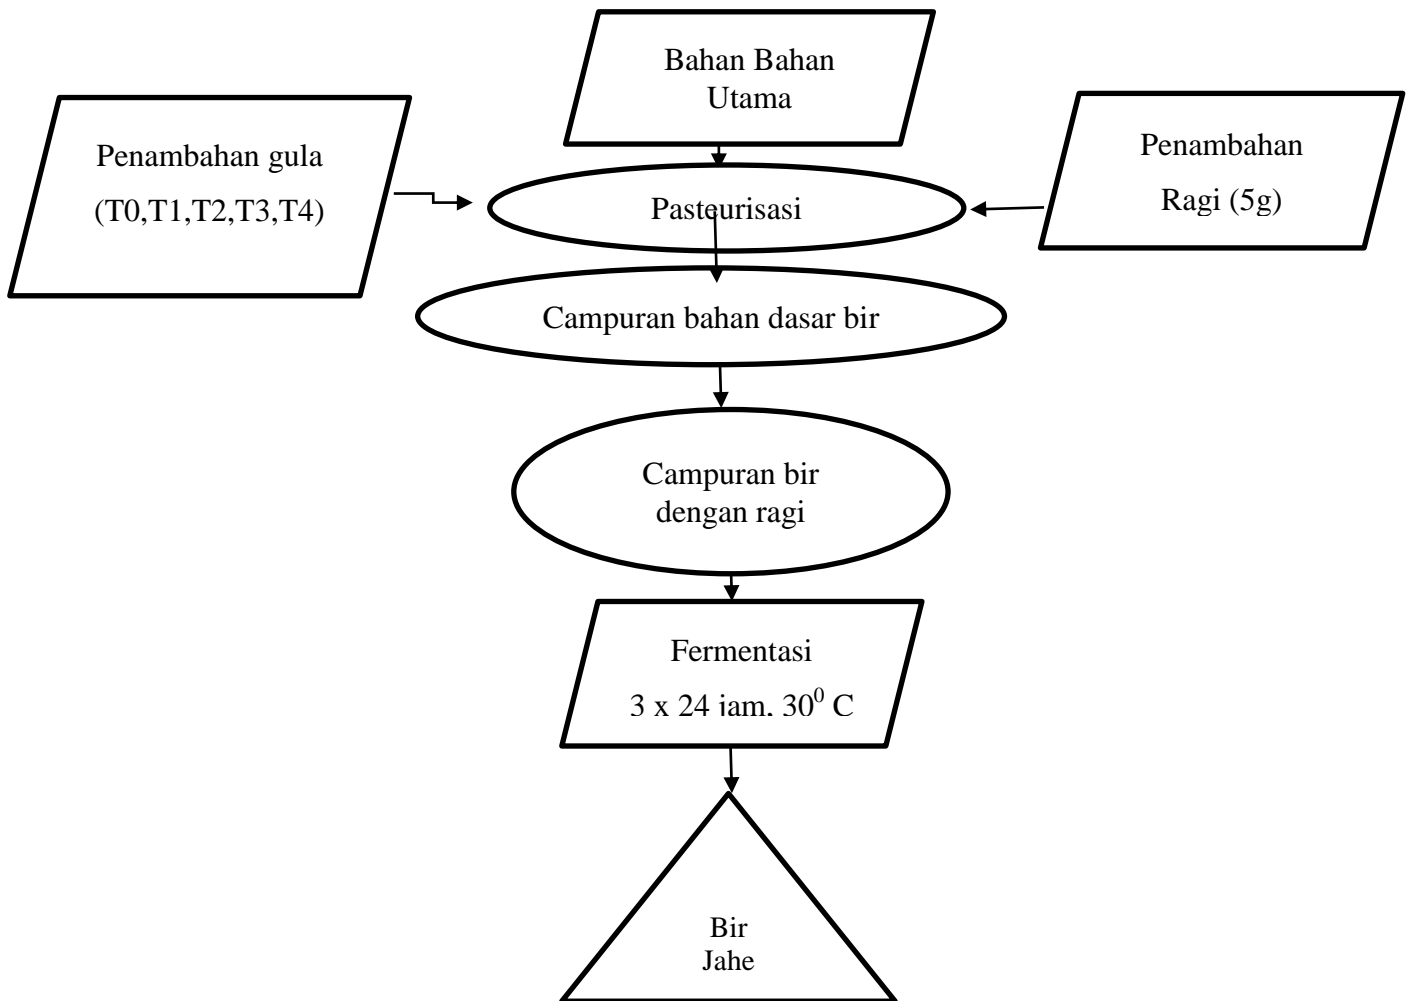 Bahan Bahan
Utama
Penambahan gula
(T0,T1,T2,T3,T4)
Penambahan
Ragi (5g)
Pasteurisasi
Campuran bahan dasar bir
Campuran bir
dengan ragi
Fermentasi
3 x 24 jam, 30⁰ C
Bir
Jahe